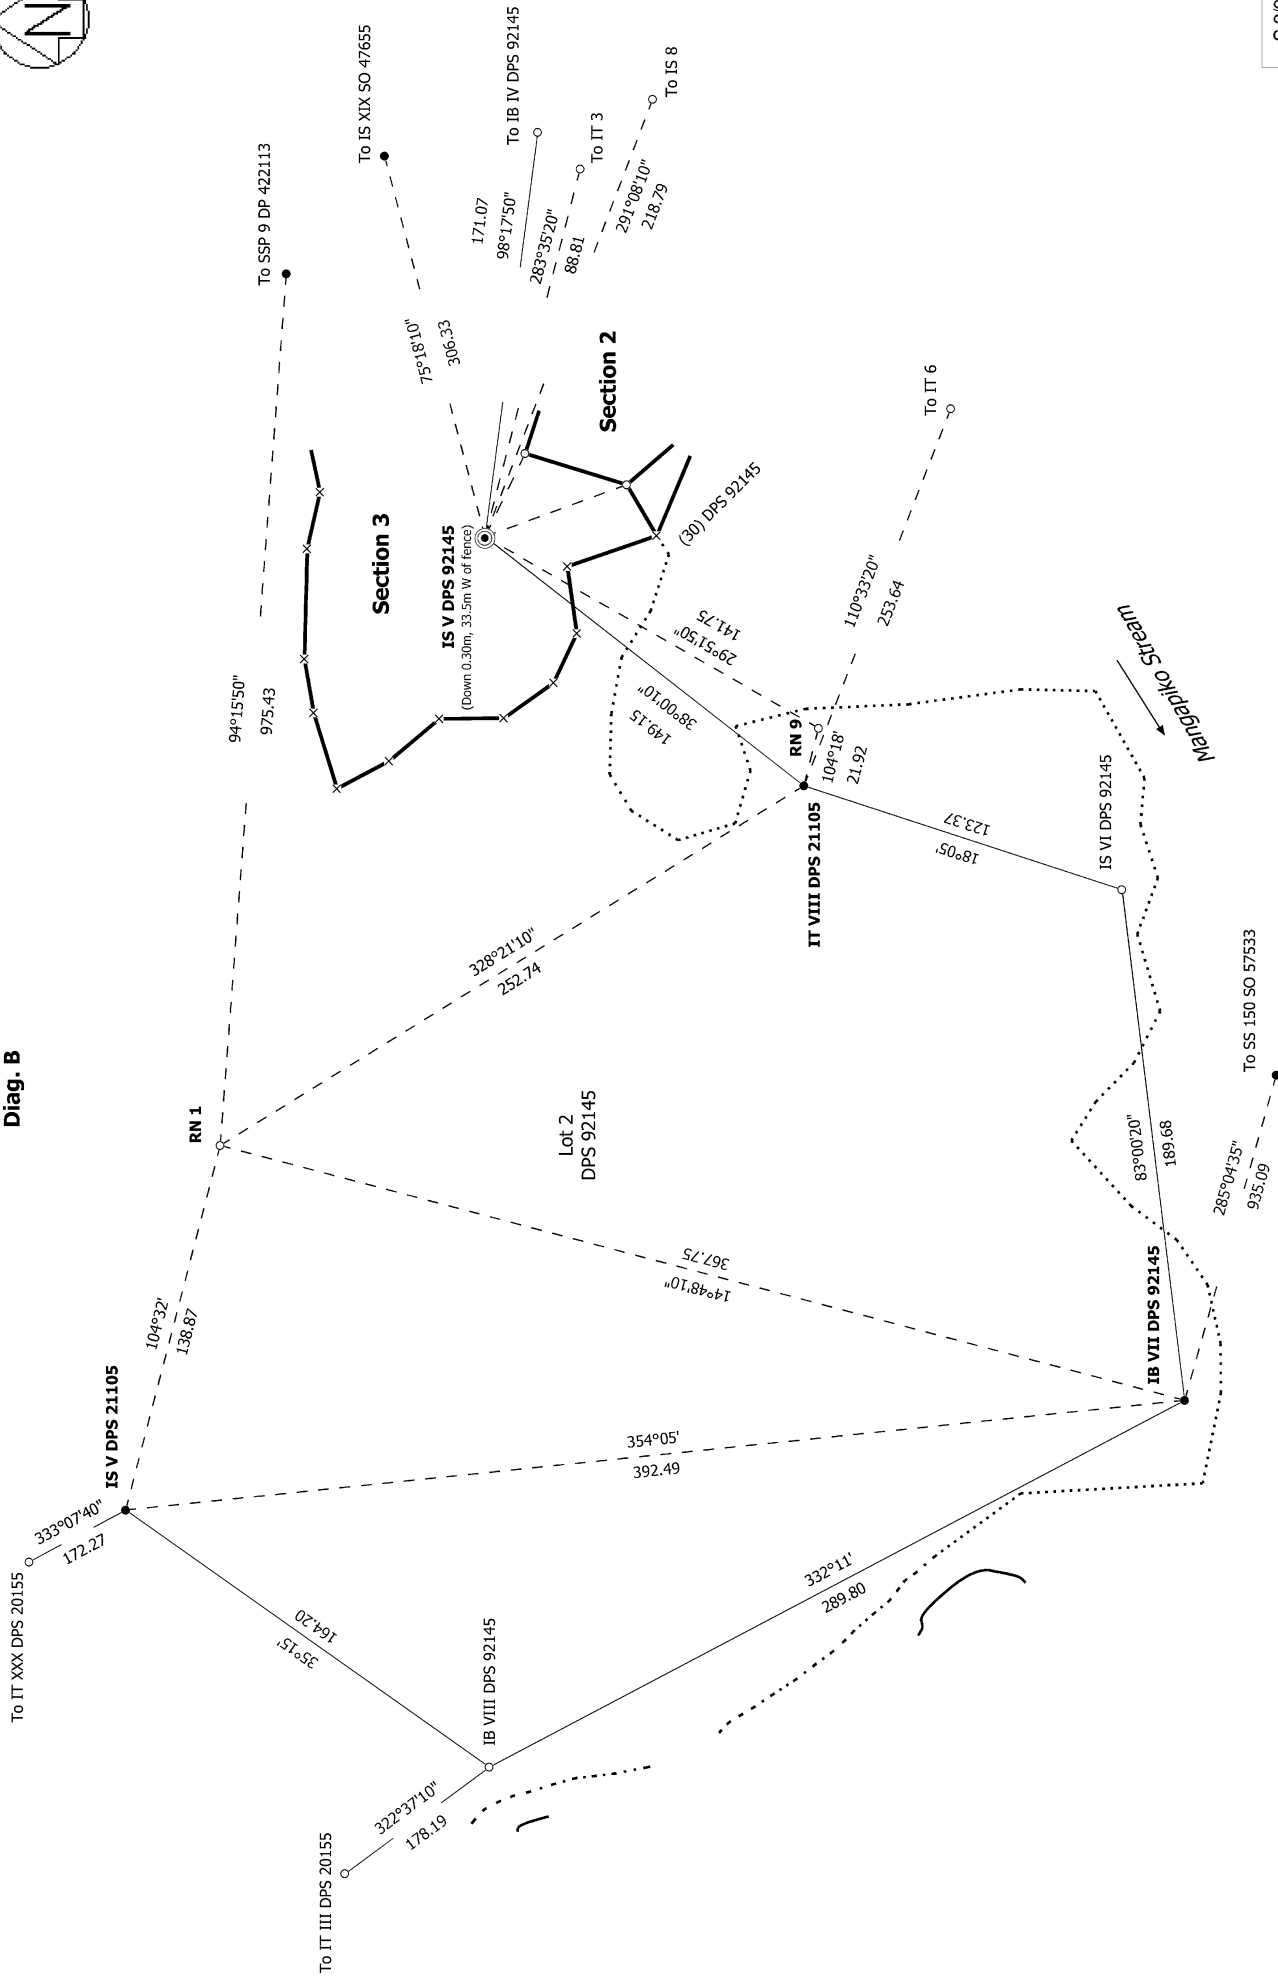 Diag. B
N
To IT XXX DPS 20155
333°07'40"
172.27
IS V DPS 21105
104°32'
138.87
RN 1
94°15'50"
975.43
To SSP 9 DP 422113
To IS XIX SO 47655
75°18'10"
306.33
To IB IV DPS 92145
171.07
98°17'50"
To IT 3
283°35'20"
88.81
To IS 8
291°08'10"
218.79
Section 3
Section 2
IS V DPS 92145
(Down 0.30m, 33.5m W of fence)
(30) DPS 92145
29°51'50"
141.75
38°00'10"
149.15
328°21'10"
252.74
RN 9
104°18'
21.92
To IT 6
110°33'20"
253.64
IT VIII DPS 21105
18°05'
123.37
IS VI DPS 92145
Mangapiko Stream
Lot 2
DPS 92145
14°48'10"
367.75
354°05'
392.49
83°00'20"
189.68
To SS 150 SO 57533
285°04'35"
935.09
IB VII DPS 92145
332°11'
289.80
35°15'
164.20
IB VIII DPS 92145
322°37'10"
178.19
To IT III DPS 20155